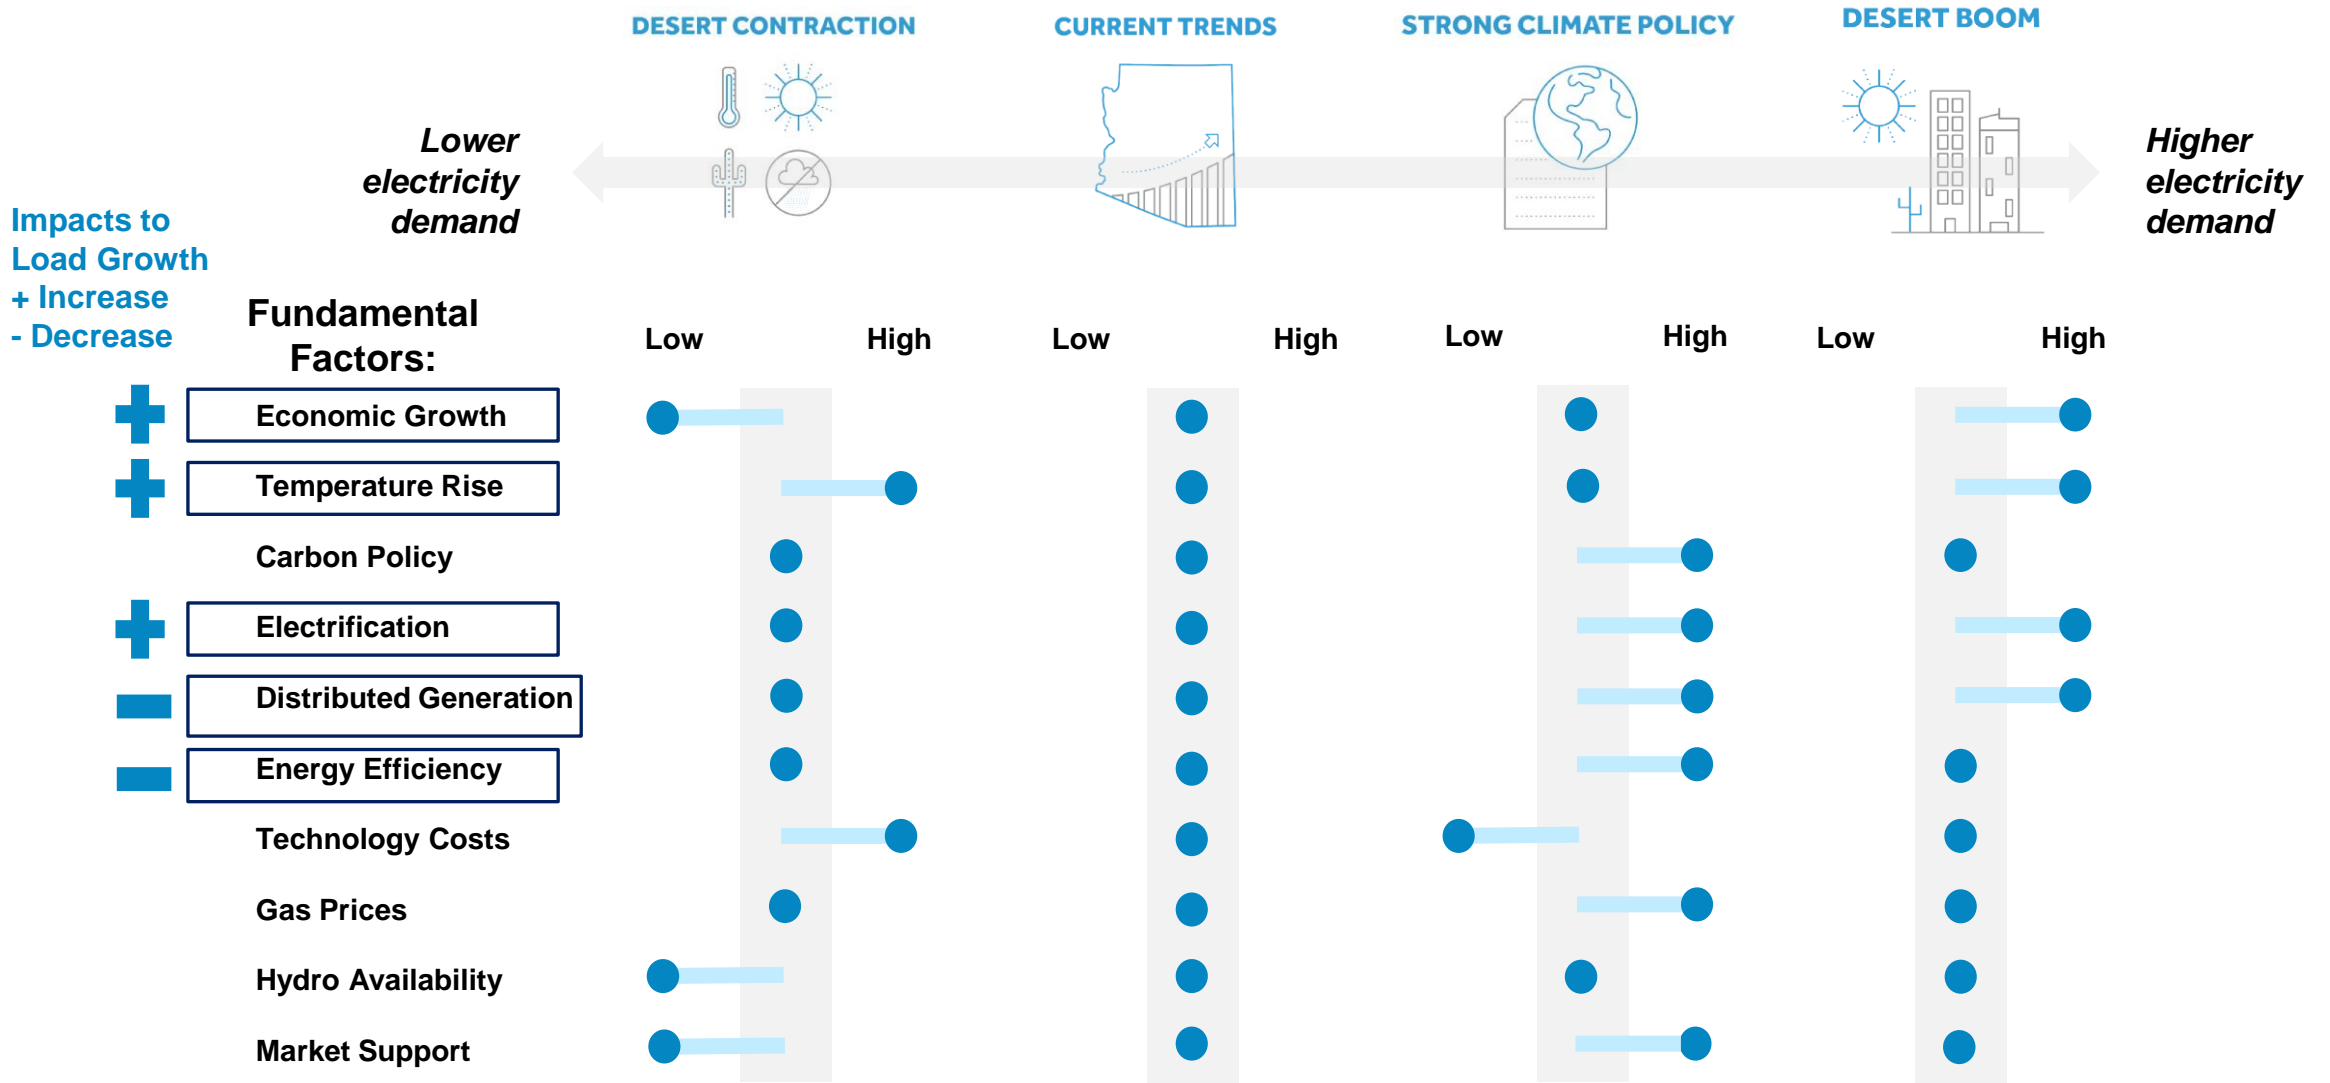 DESERT CONTRACTION
CURRENT TRENDS
STRONG CLIMATE POLICY
DESERT BOOM
Lower
electricity
demand
Higher
electricity
demand
Impacts to
Load Growth
+ Increase
- Decrease
Fundamental
Factors:
Low High Low High Low High Low High
Economic Growth
Temperature Rise
Carbon Policy
Electrification
Distributed Generation
Energy Efficiency
Technology Costs
Gas Prices
Hydro Availability
Market Support